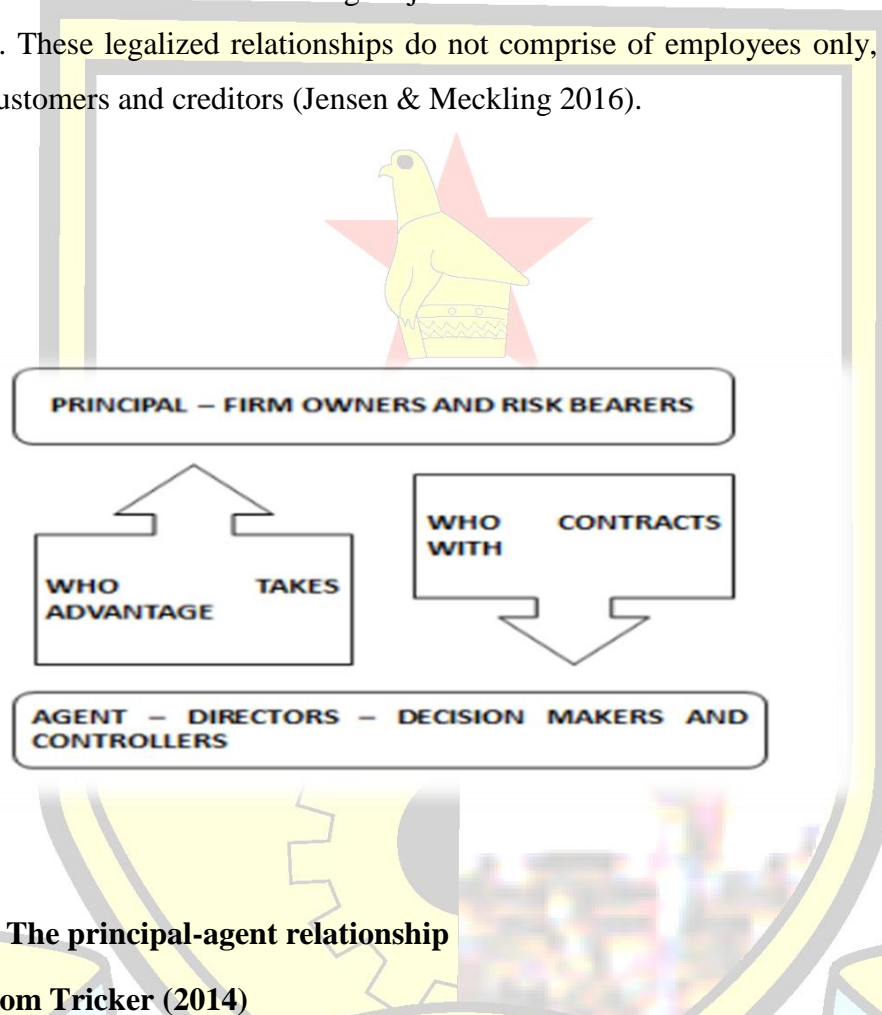 . These legalized relationships do not comprise of employees only,
ustomers and creditors (Jensen & Meckling 2016).
PRINCIPAL – FIRM OWNERS AND RISK BEARERS
WHO CONTRACTS
WITH
WHO TAKES
ADVANTAGE
AGENT – DIRECTORS – DECISION MAKERS AND
CONTROLLERS
The principal-agent relationship
om Tricker (2014)